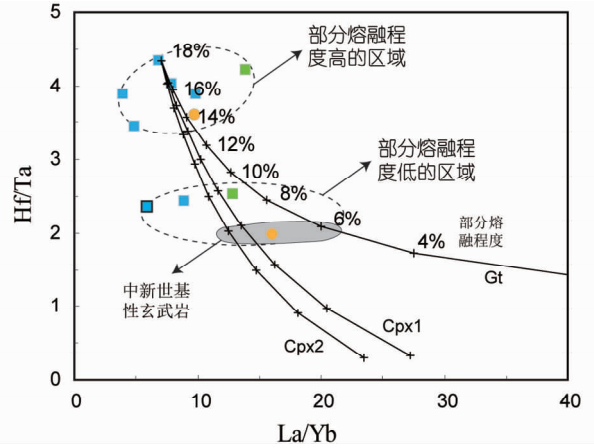 5
4
3
2
1
0
Hf/Ta
0
10
20
30
40
La/Yb
部分熔融程
度高的区域
18%
16%
14%
12%
10%
8%
6%
4%
部分熔融程
度低的区域
部分熔
融程度
Gt
中新世基
性玄武岩
Cpx1
Cpx2